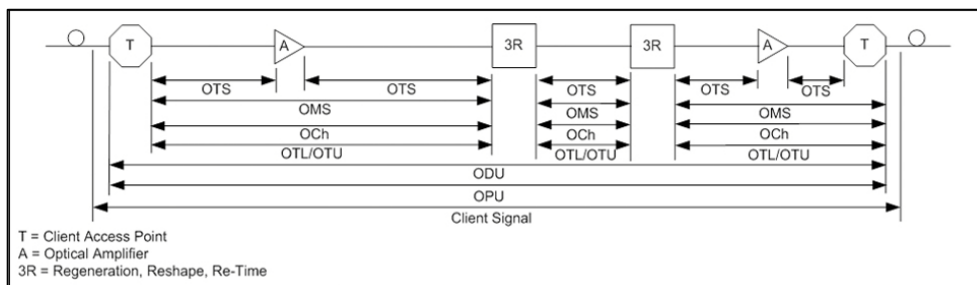 T A 3R 3R A T
OTS OTS OTS OTS OTS
OMS OMS OMS
OCh OCh OCh
OTL/OTU OTL/OTU OTL/OTU
ODU
OPU
Client Signal
T = Client Access Point
A = Optical Amplifier
3R = Regeneration, Reshape, Re-Time